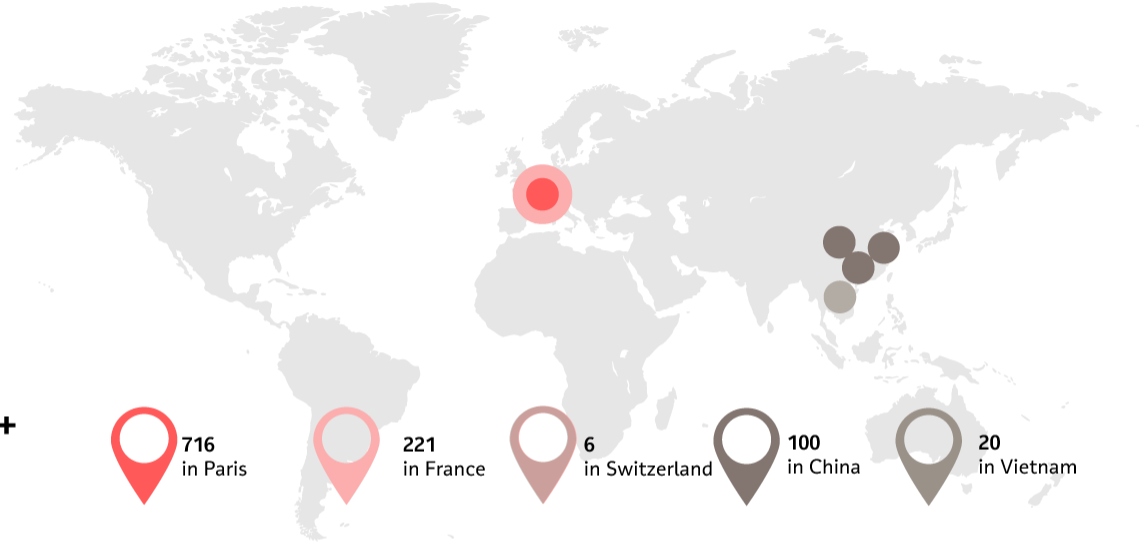 +
716
in Paris
221
in France
6
in Switzerland
100
in China
20
in Vietnam